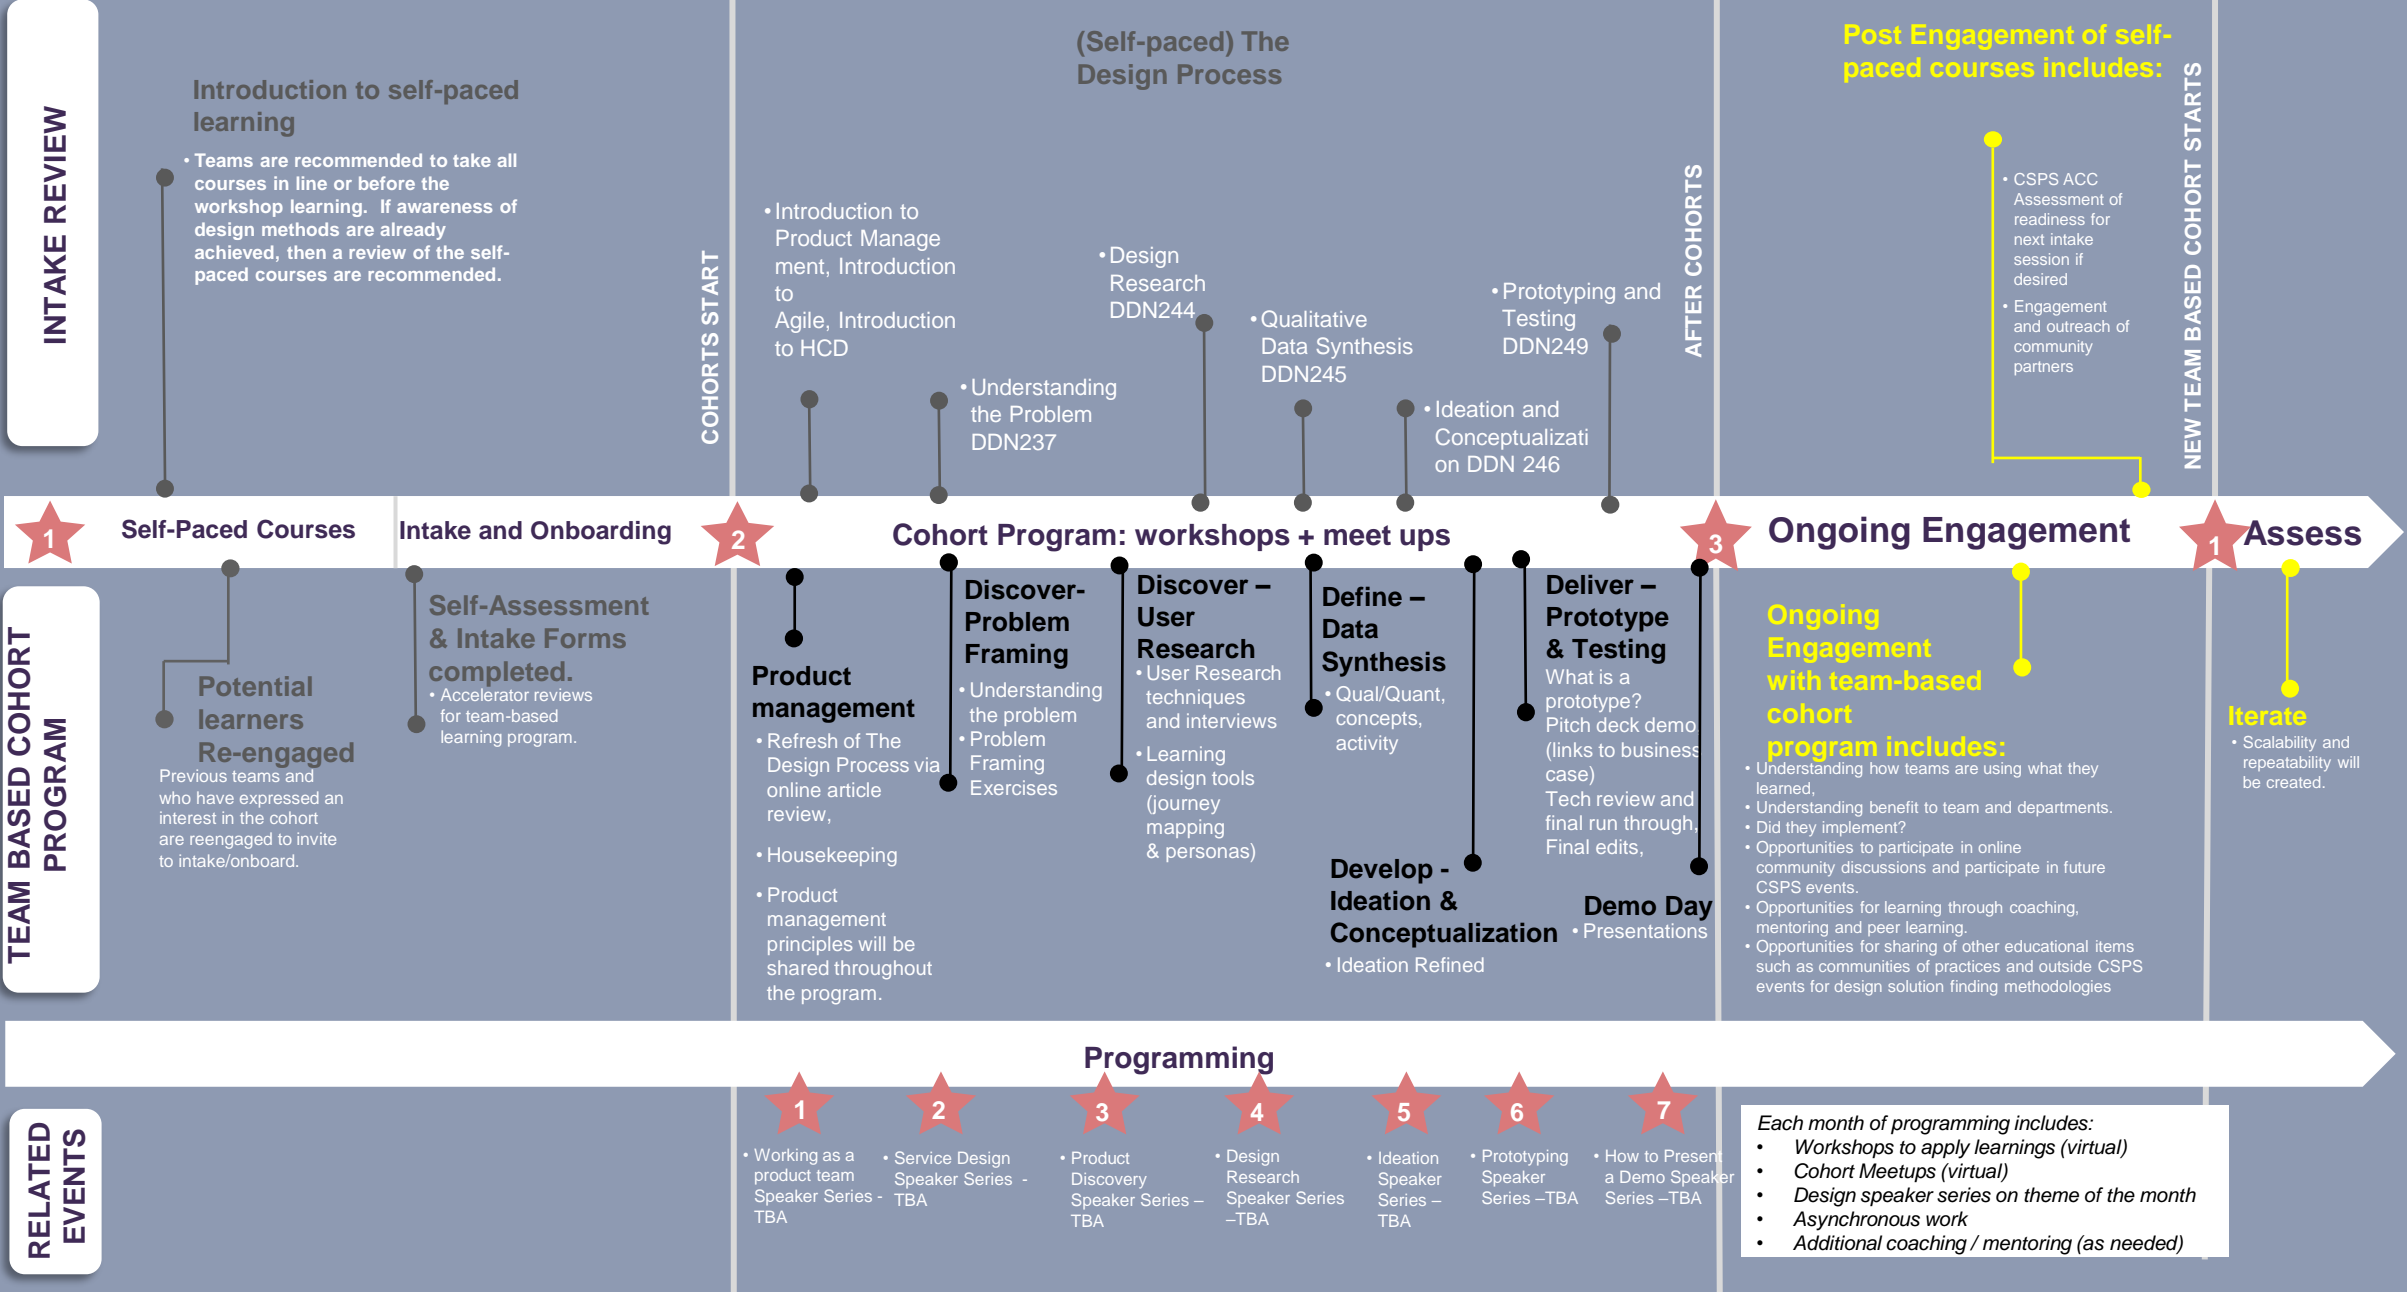 INTAKE REVIEW
Introduction to self-paced
learning
• Teams are recommended to take all
courses in line or before the
workshop learning.  If awareness of
design methods are already
achieved, then a review of the self-
paced courses are recommended.
COHORTS START
(Self-paced) The
Design Process
• Introduction to
Product Manage
ment, Introduction
to
Agile, Introduction
to HCD
• Understanding
the Problem
DDN237
• Design
Research
DDN244
• Qualitative
Data Synthesis
DDN245
• Ideation and
Conceptualizati
on DDN 246
• Prototyping and
Testing
DDN249
AFTER COHORTS
Post Engagement of self-
paced courses includes:
• CSPS ACC
Assessment of
readiness for
next intake
session if
desired
• Engagement
and outreach of
community
partners
NEW TEAM BASED COHORT STARTS
1
Self-Paced Courses
Intake and Onboarding
2
Cohort Program: workshops + meet ups
3
Ongoing Engagement
1
Assess
TEAM BASED COHORT
PROGRAM
Potential
learners
Re-engaged
Previous teams and
who have expressed an
interest in the cohort
are reengaged to invite
to intake/onboard.
Self-Assessment
& Intake Forms
completed.
• Accelerator reviews
for team-based
learning program.
Product
management
• Refresh of The
Design Process via
online article
review,
• Housekeeping
• Product
management
principles will be
shared throughout
the program.
Discover-
Problem
Framing
• Understanding
the problem
• Problem
Framing
Exercises
Discover –
User
Research
• User Research
techniques
and interviews
• Learning
design tools
(journey
mapping
& personas)
Define –
Data
Synthesis
• Qual/Quant,
concepts,
activity
Develop -
Ideation &
Conceptualization
• Ideation Refined
Deliver –
Prototype
& Testing
What is a
prototype?
Pitch deck demo
(links to business
case)
Tech review and
final run through,
Final edits,
Demo Day
• Presentations
Ongoing
Engagement
with team-based
cohort
program includes:
• Understanding how teams are using what they
learned,
• Understanding benefit to team and departments.
• Did they implement?
• Opportunities to participate in online
community discussions and participate in future
CSPS events.
• Opportunities for learning through coaching,
mentoring and peer learning.
• Opportunities for sharing of other educational items
such as communities of practices and outside CSPS
events for design solution finding methodologies
Iterate
• Scalability and
repeatability will
be created.
Programming
RELATED
EVENTS
1
• Working as a
product team
Speaker Series -
TBA
2
• Service Design
Speaker Series  -
TBA
3
• Product
Discovery
Speaker Series –
TBA
4
• Design
Research
Speaker Series
–TBA
5
• Ideation
Speaker
Series –
TBA
6
• Prototyping
Speaker
Series –TBA
7
• How to Present
a Demo Speaker
Series –TBA
Each month of programming includes:
• Workshops to apply learnings (virtual)
• Cohort Meetups (virtual)
• Design speaker series on theme of the month
• Asynchronous work
• Additional coaching / mentoring (as needed)